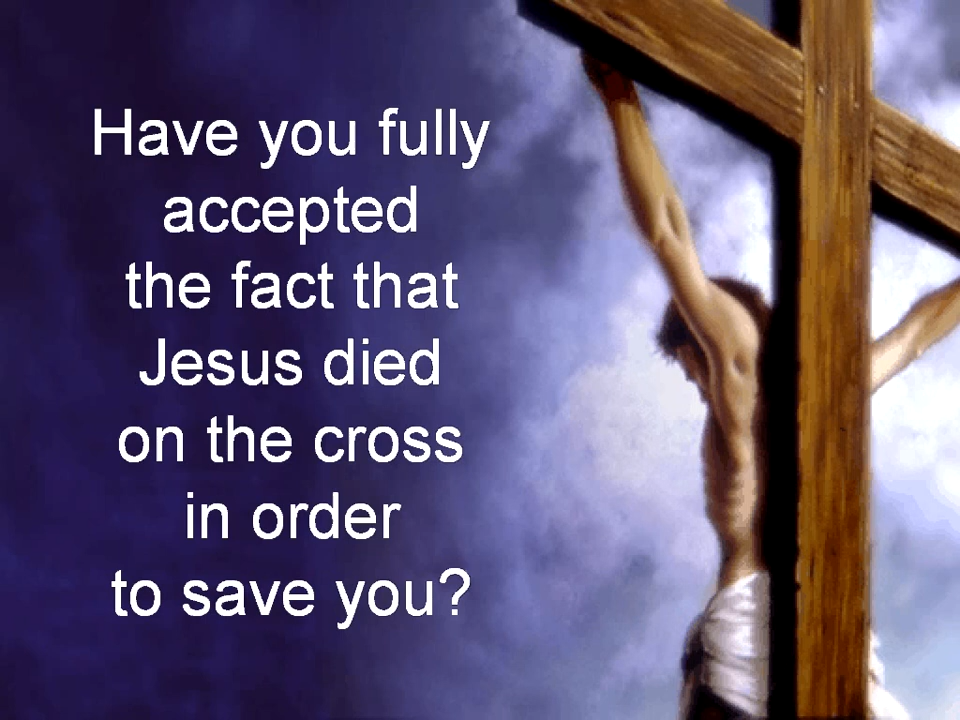 Have you fully
accepted
the fact that
Jesus died
on the cross
in order
to save you?